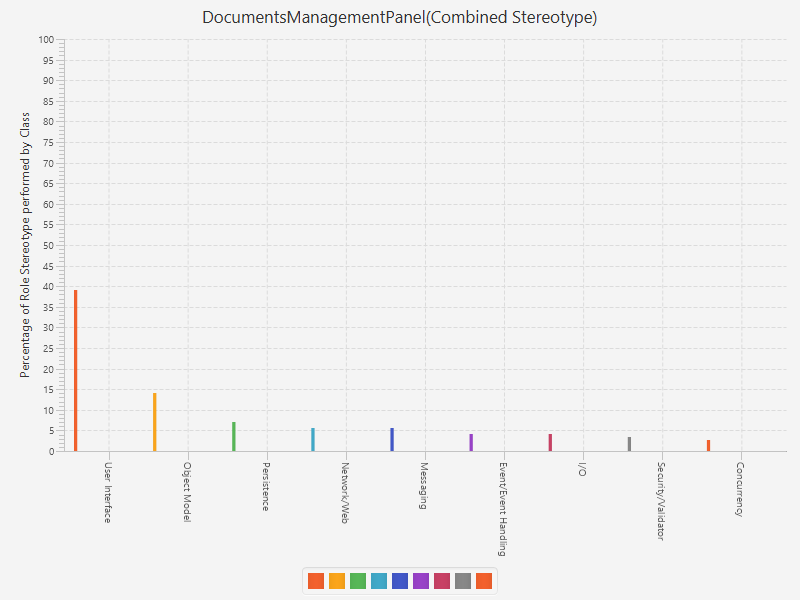 DocumentsManagementPanel(Combined Stereotype)
Percentage of Role Stereotype performed by Class
100
95
90
85
80
75
70
65
60
55
50
45
40
35
30
25
20
15
10
5
0
User Interface
Object Model
Persistence
Network/Web
Messaging
Event/Event Handling
I/O
Security/Validator
Concurrency